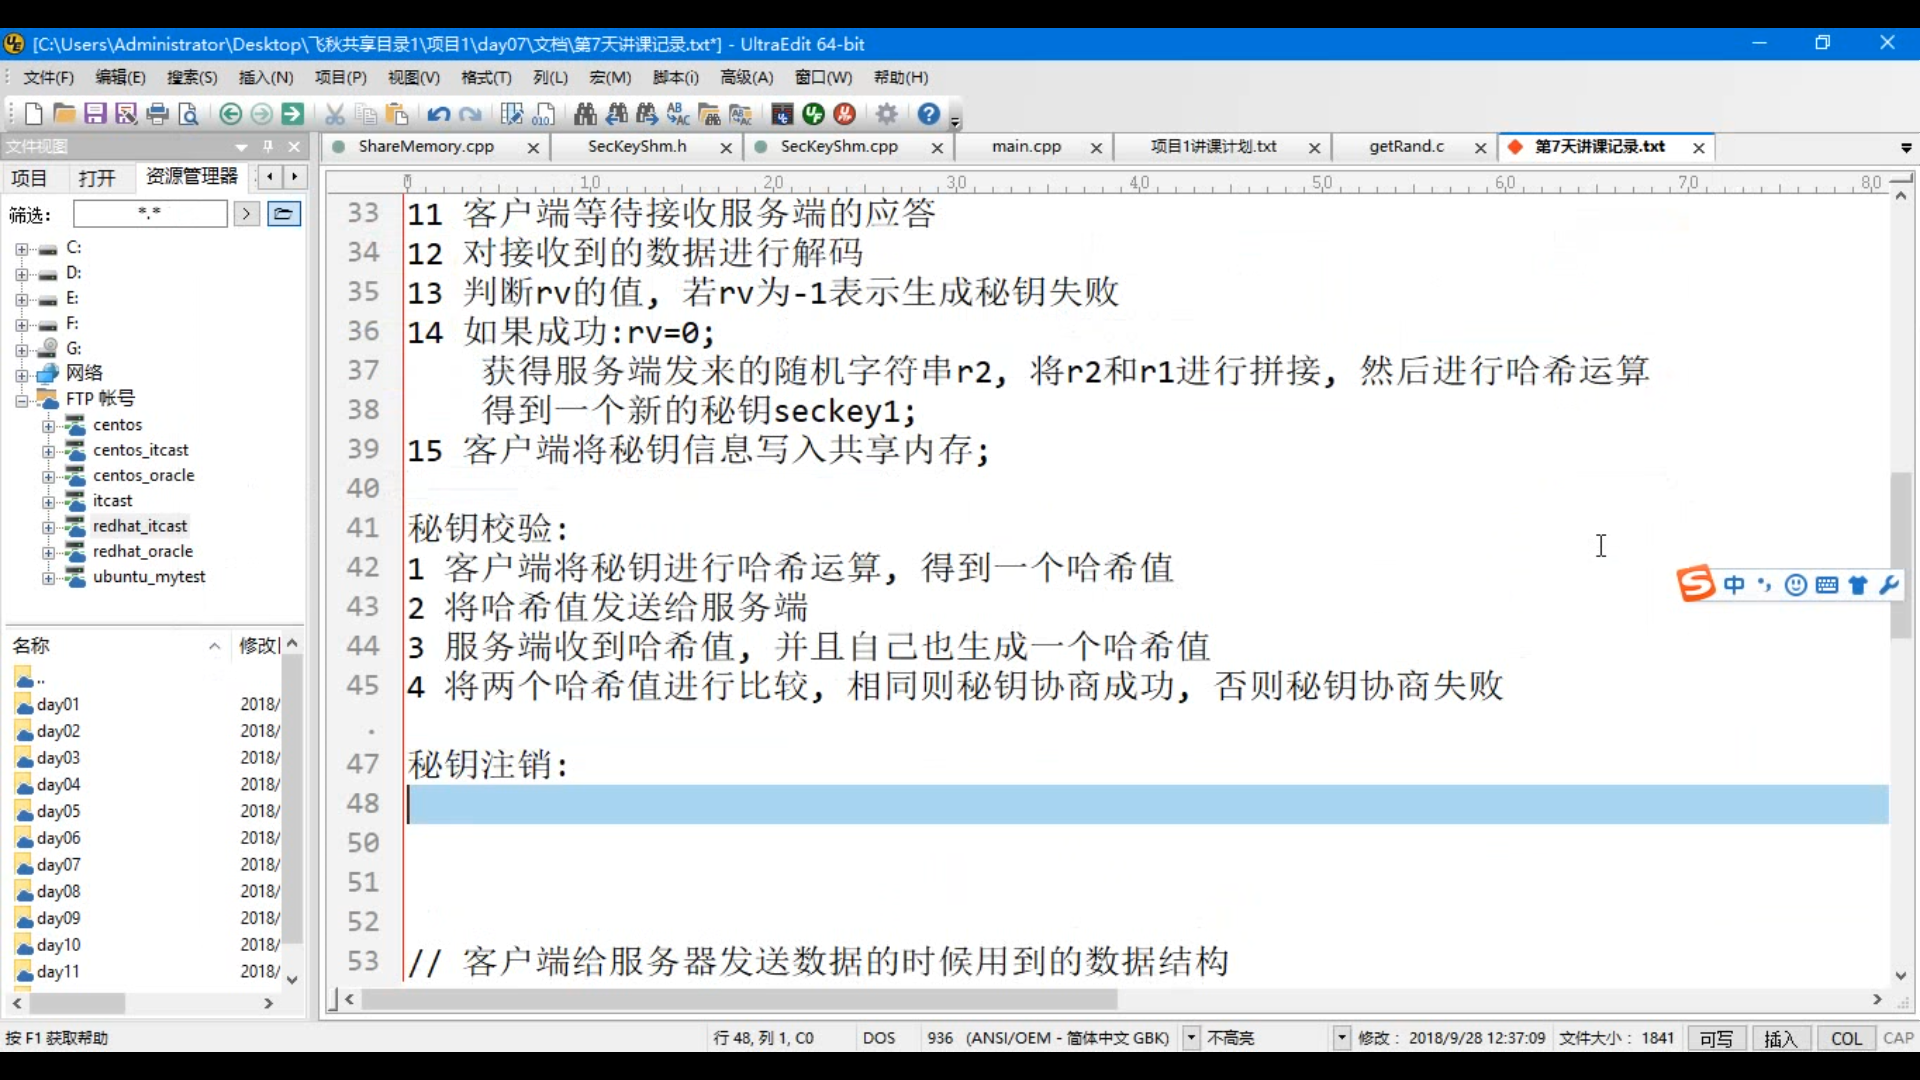 [C:\Users\Administrator\Desktop\飞秋共享目录1\项目1\day07\文档\第7天讲课记录.txt*] - UltraEdit 64-bit
文件(F) 编辑(E) 搜索(S) 插入(N) 项目(P) 视图(V) 格式(T) 列(L) 宏(M) 脚本(i) 高级(A) 窗口(W) 帮助(H)
文件视图
ShareMemory.cpp SecKeyShm.h SecKeyShm.cpp main.cpp 项目1讲课计划.txt getRand.c 第7天讲课记录.txt
项目 打开 资源管理器
筛选: *.*
C:
D:
E:
F:
G:
网络
FTP 帐号
centos
centos_itcast
centos_oracle
itcast
redhat_itcast
redhat_oracle
ubuntu_mytest
名称 修改
..
day01 2018/
day02 2018/
day03 2018/
day04 2018/
day05 2018/
day06 2018/
day07 2018/
day08 2018/
day09 2018/
day10 2018/
day11 2018/
0 10 20 30 40 50 60 70 80
33 11 客户端等待接收服务端的应答
34 12 对接收到的数据进行解码
35 13 判断rv的值, 若rv为-1表示生成秘钥失败
36 14 如果成功:rv=0;
37 获得服务端发来的随机字符串r2, 将r2和r1进行拼接, 然后进行哈希运算
38 得到一个新的秘钥seckey1;
39 15 客户端将秘钥信息写入共享内存;
40
41 秘钥校验:
42 1 客户端将秘钥进行哈希运算, 得到一个哈希值
43 2 将哈希值发送给服务端
44 3 服务端收到哈希值, 并且自己也生成一个哈希值
45 4 将两个哈希值进行比较, 相同则秘钥协商成功, 否则秘钥协商失败
.
47 秘钥注销:
48
50
51
52
53 // 客户端给服务器发送数据的时候用到的数据结构
中
按 F1 获取帮助 行 48, 列 1, C0 DOS 936 (ANSI/OEM - 简体中文 GBK) 不高亮 修改: 2018/9/28 12:37:09 文件大小: 1841 可写 插入 COL CAP